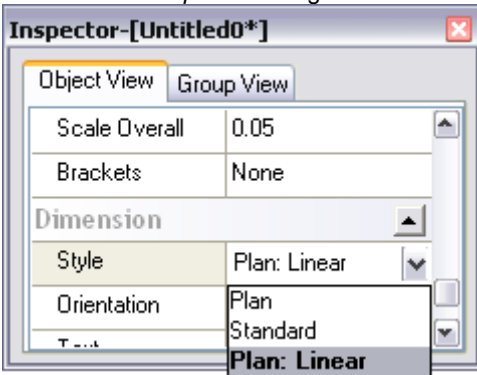 Inspector-[Untitled0*]
Object View Group View
Scale Overall 0.05
Brackets None
Dimension
Style Plan: Linear
Orientation Plan
Standard
Plan: Linear